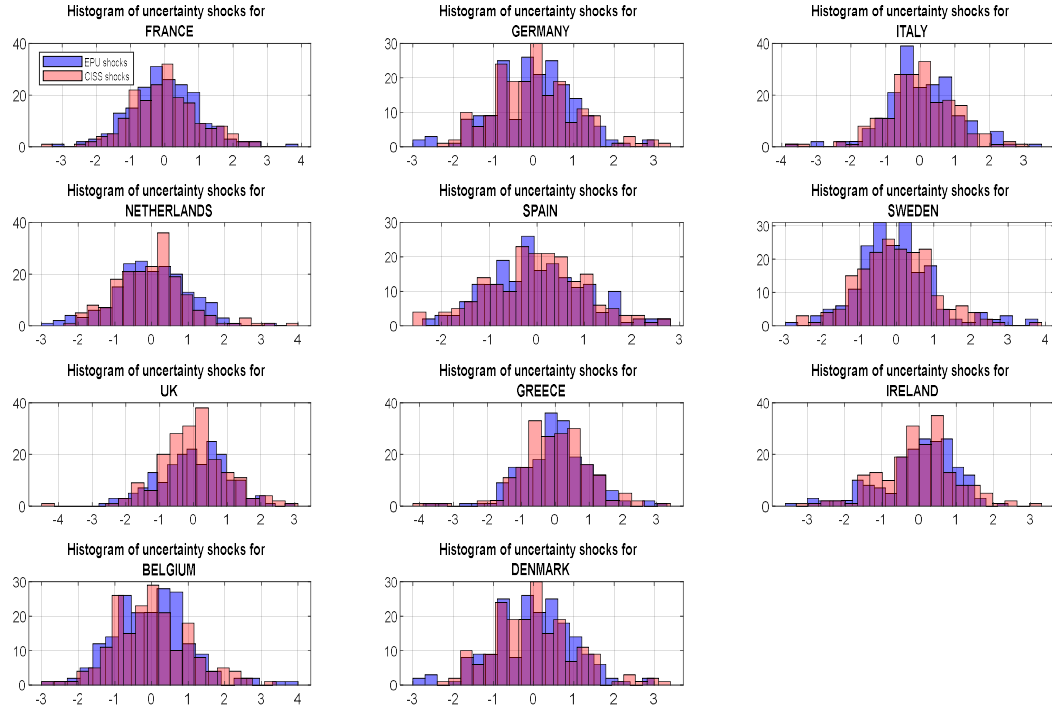 Histogram of uncertainty shocks for
FRANCE
40
20
0
EPU shocks
CISS shocks
-3 -2 -1 0 1 2 3 4
Histogram of uncertainty shocks for
GERMANY
30
20
10
0
-3 -2 -1 0 1 2 3
Histogram of uncertainty shocks for
ITALY
40
20
0
-4 -3 -2 -1 0 1 2 3
Histogram of uncertainty shocks for
NETHERLANDS
40
20
0
-3 -2 -1 0 1 2 3 4
Histogram of uncertainty shocks for
SPAIN
30
20
10
0
-2 -1 0 1 2 3
Histogram of uncertainty shocks for
SWEDEN
30
20
10
0
-3 -2 -1 0 1 2 3 4
Histogram of uncertainty shocks for
UK
40
20
0
-4 -3 -2 -1 0 1 2 3
Histogram of uncertainty shocks for
GREECE
40
20
0
-4 -3 -2 -1 0 1 2 3
Histogram of uncertainty shocks for
IRELAND
40
20
0
-3 -2 -1 0 1 2 3
Histogram of uncertainty shocks for
BELGIUM
30
20
10
0
-3 -2 -1 0 1 2 3 4
Histogram of uncertainty shocks for
DENMARK
30
20
10
0
-3 -2 -1 0 1 2 3